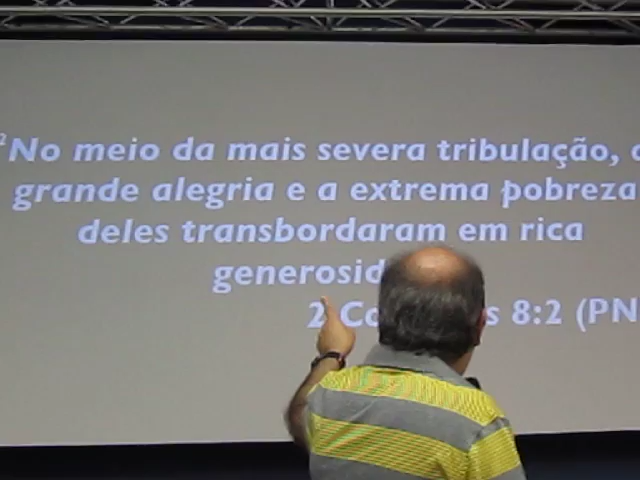 ²No meio da mais severa tribulação,
grande alegria e a extrema pobreza
deles transbordaram em rica
generosid
2 Co s 8:2 (PN